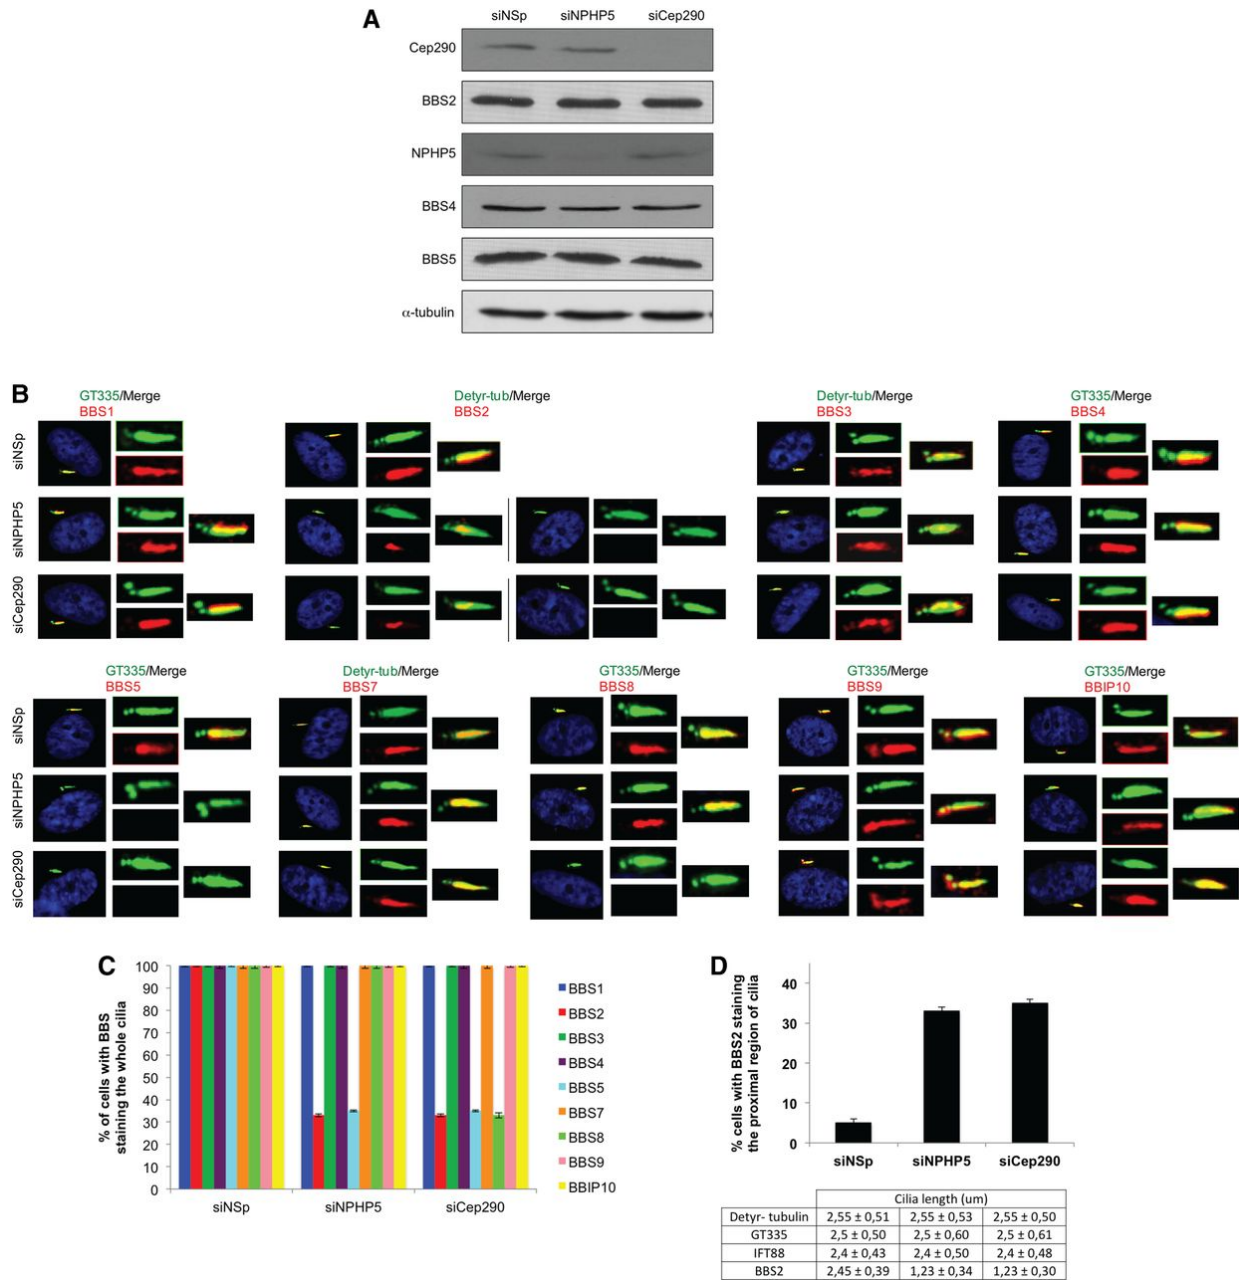 A
siNSp siNPHP5 siCep290
Cep290
BBS2
NPHP5
BBS4
BBS5
α-tubulin
B
GT335/Merge
BBS1
Detyr-tub/Merge
BBS2
Detyr-tub/Merge
BBS3
GT335/Merge
BBS4
siNSp
siNPHP5
siCep290
GT335/Merge
BBS5
Detyr-tub/Merge
BBS7
GT335/Merge
BBS8
GT335/Merge
BBS9
GT335/Merge
BBIP10
siNSp
siNPHP5
siCep290
C
% of cells with BBS
staining the whole cilia
100
90
80
70
60
50
40
30
20
10
0
siNSp siNPHP5 siCep290
BBS1
BBS2
BBS3
BBS4
BBS5
BBS7
BBS8
BBS9
BBIP10
D
% cells with BBS2 staining
the proximal region of cilia
40
30
20
10
0
siNSp siNPHP5 siCep290
Cilia length (um)
Detyr- tubulin 2,55 ± 0,51 2,55 ± 0,53 2,55 ± 0,50
GT335 2,5 ± 0,50 2,5 ± 0,60 2,5 ± 0,61
IFT88 2,4 ± 0,43 2,4 ± 0,50 2,4 ± 0,48
BBS2 2,45 ± 0,39 1,23 ± 0,34 1,23 ± 0,30